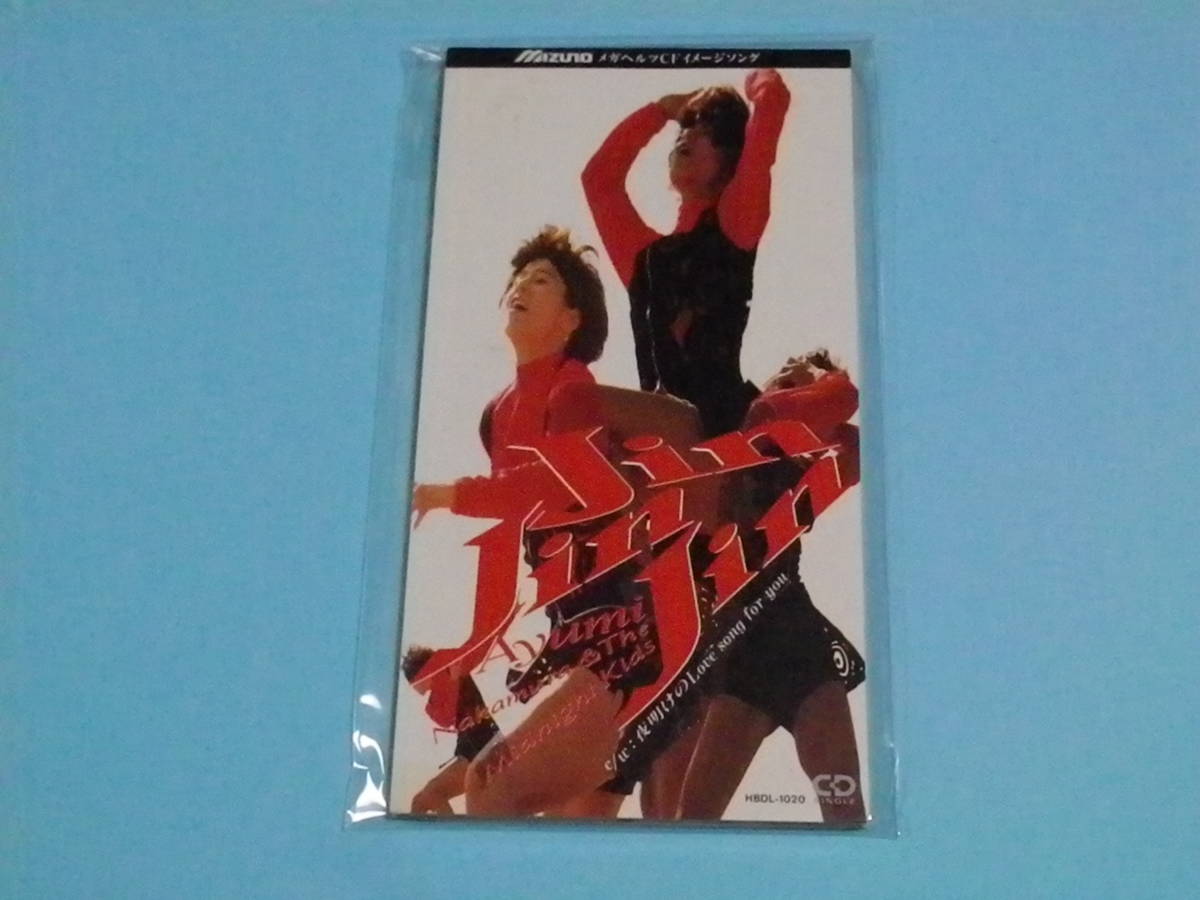 mizuno メガヘルツCFイメージソング
Jin
Jin
Jin
Ayumi
Nakamura & The
Midnight Kids
c/w:夜明けのLove song for you
HBDL-1020
CD
SINGLE